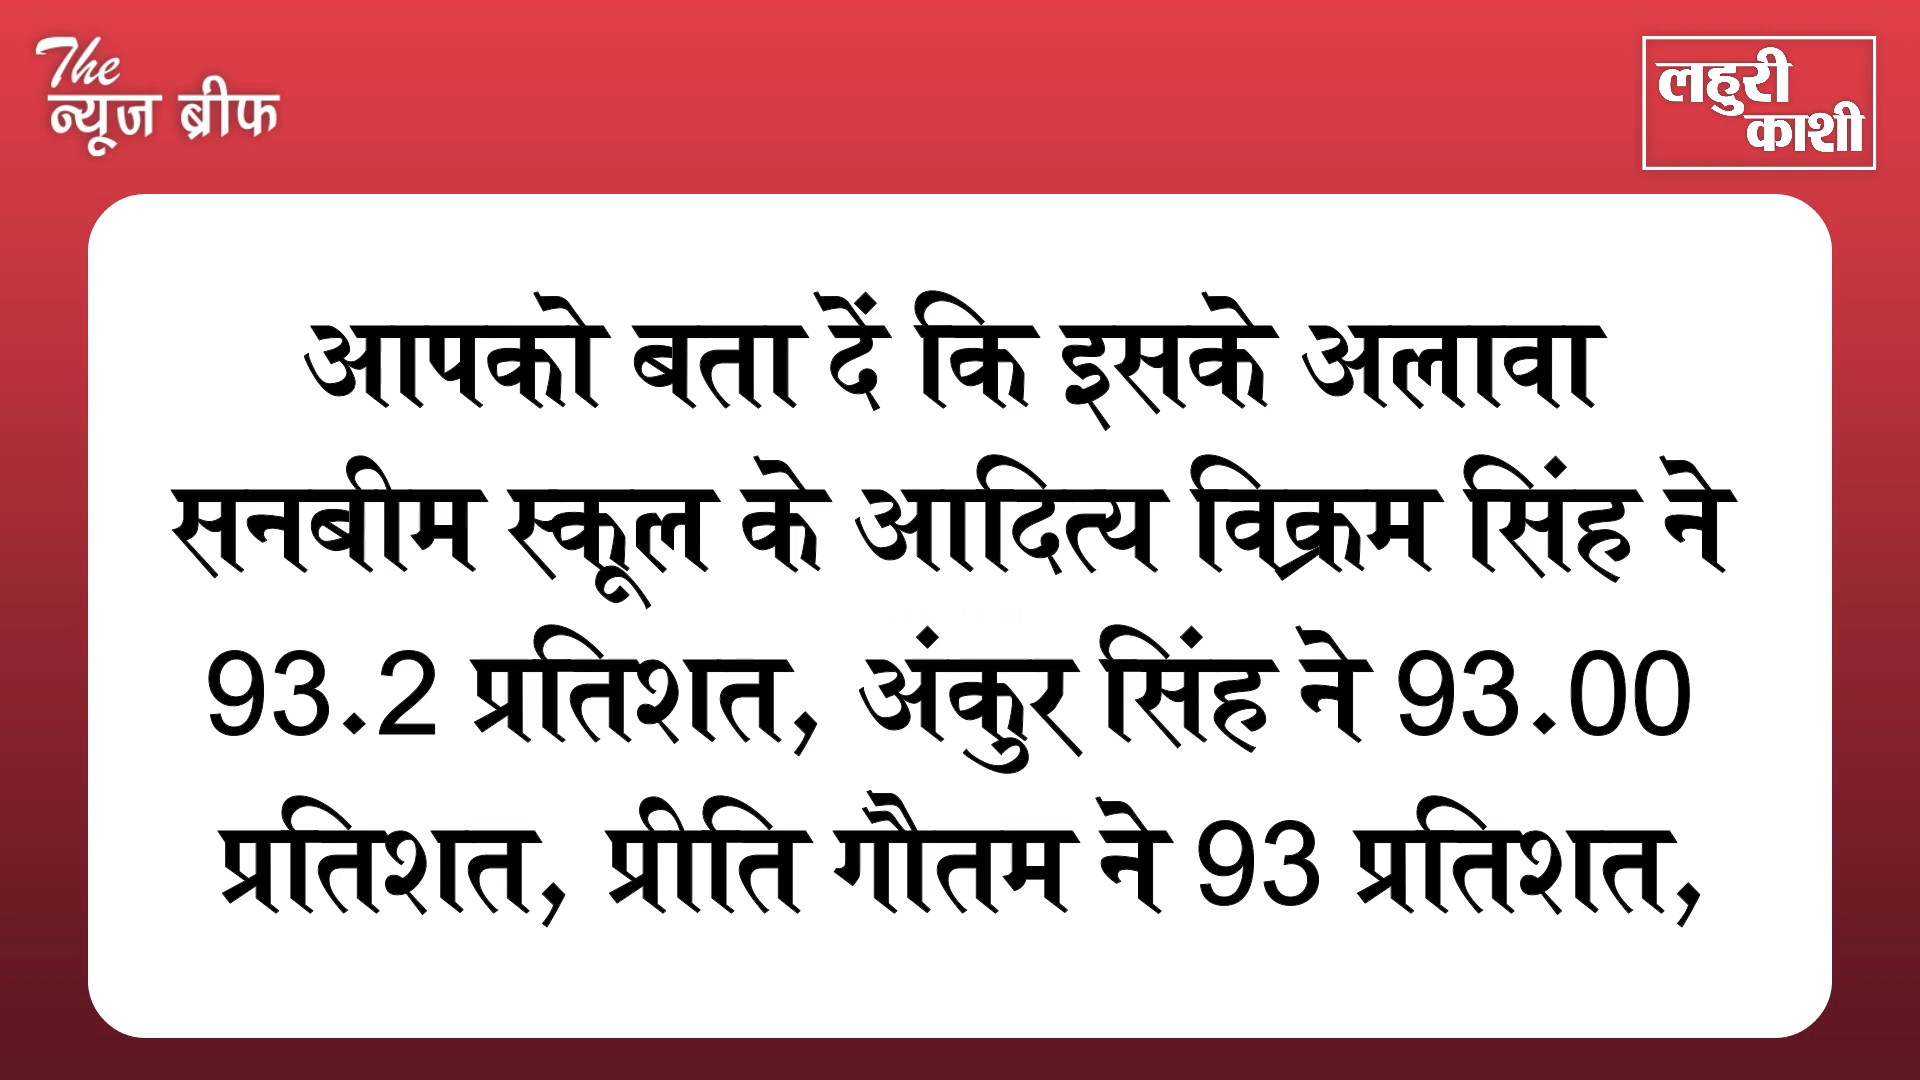 The
न्यूज ब्रीफ
लहुरी
काशी
आपको बता दें कि इसके अलावा
सनबीम स्कूल के आदित्य विक्रम सिंह ने
93.2 प्रतिशत, अंकुर सिंह ने 93.00
प्रतिशत, प्रीति गौतम ने 93 प्रतिशत,